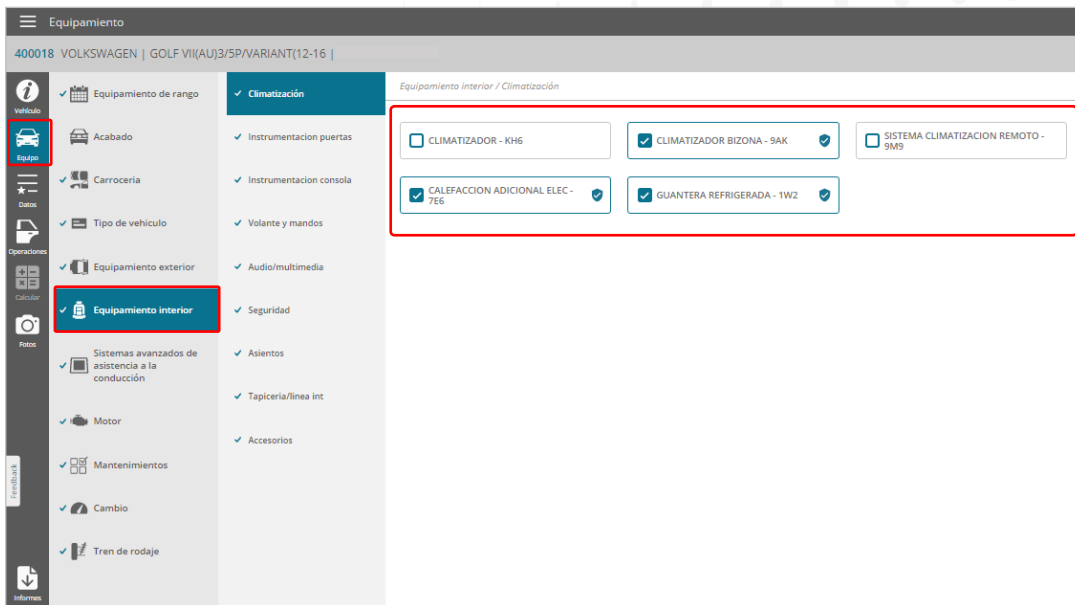 Equipamiento
400018 VOLKSWAGEN | GOLF VII(AU)3/5P/VARIANT(12-16 |
Vehículo
Equipo
Datos
Operaciones
Calcular
Fotos
Feedback
Informes
Equipamiento de rango
Acabado
Carroceria
Tipo de vehiculo
Equipamiento exterior
Equipamiento interior
Sistemas avanzados de
asistencia a la
conducción
Motor
Mantenimientos
Cambio
Tren de rodaje
Climatización
Instrumentacion puertas
Instrumentacion consola
Volante y mandos
Audio/multimedia
Seguridad
Asientos
Tapiceria/linea int
Accesorios
Equipamiento interior / Climatización
CLIMATIZADOR - KH6
CLIMATIZADOR BIZONA - 9AK
SISTEMA CLIMATIZACION REMOTO -
9M9
CALEFACCION ADICIONAL ELEC -
7E6
GUANTERA REFRIGERADA - 1W2